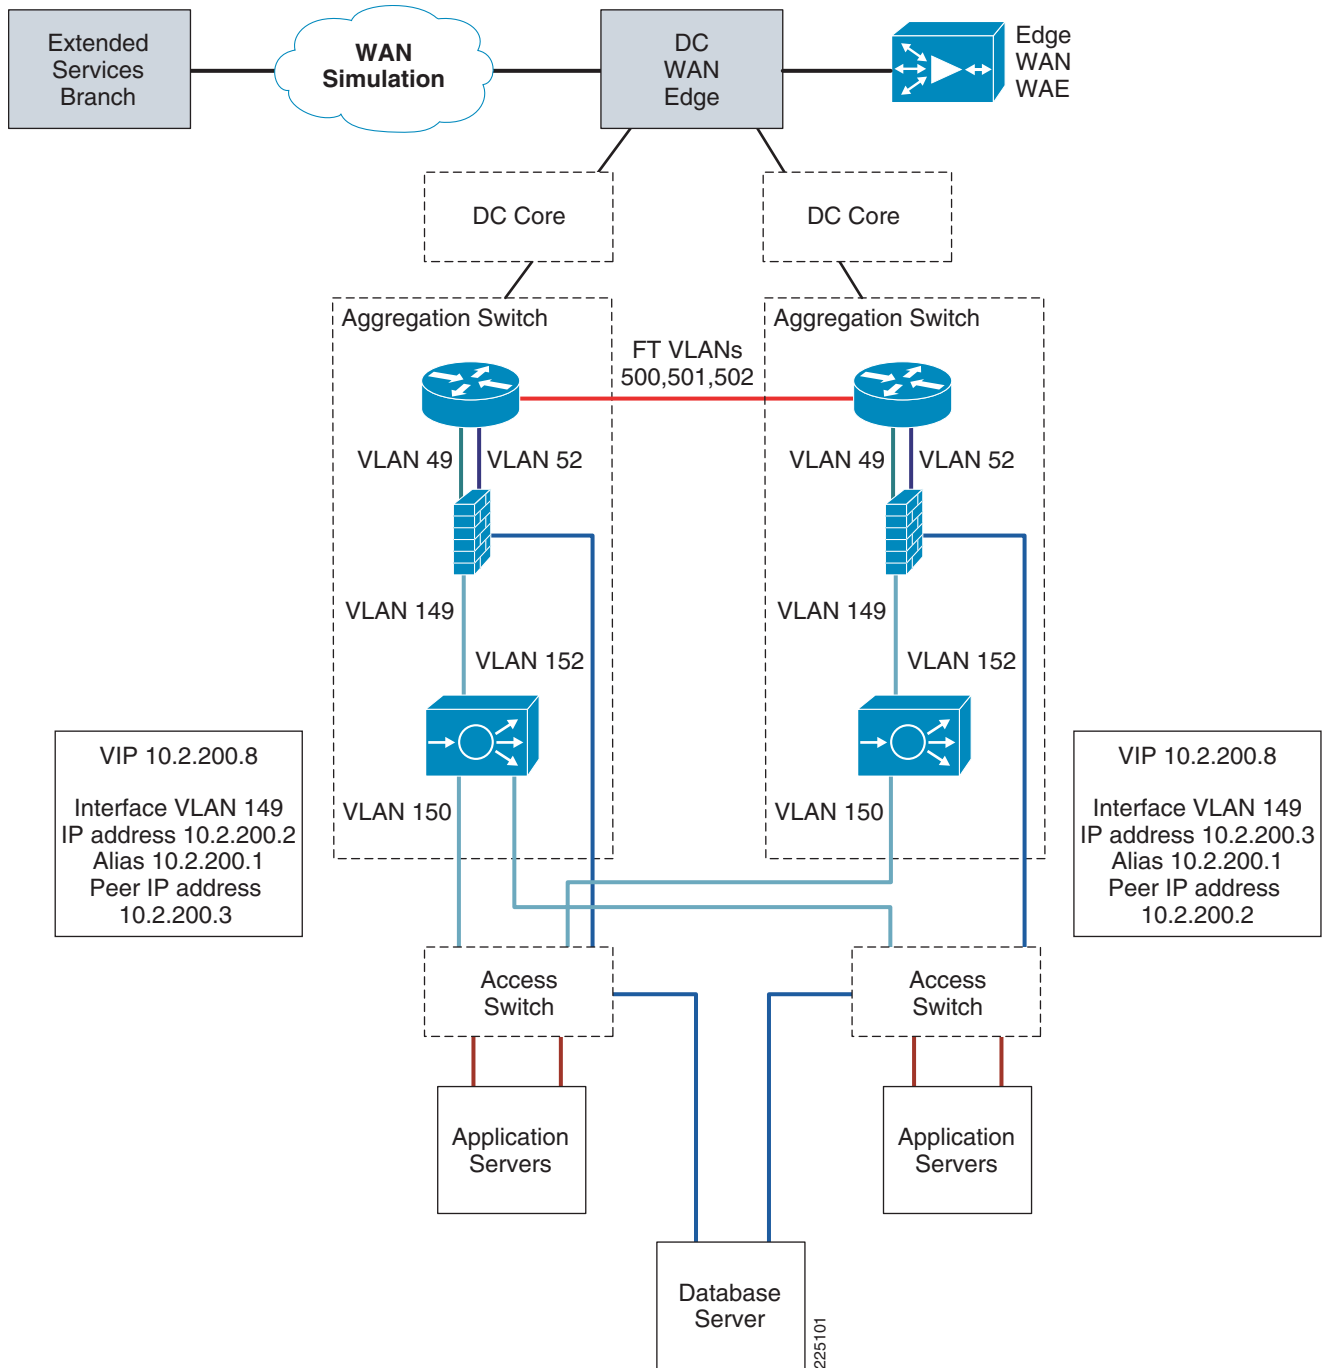 Extended
Services
Branch
WAN
Simulation
DC
WAN
Edge
Edge
WAN
WAE
DC Core
DC Core
Aggregation Switch
Aggregation Switch
FT VLANs
500,501,502
VLAN 49
VLAN 52
VLAN 49
VLAN 52
VLAN 149
VLAN 149
VLAN 152
VLAN 152
VIP 10.2.200.8
Interface VLAN 149
IP address 10.2.200.2
Alias 10.2.200.1
Peer IP address
10.2.200.3
VLAN 150
VLAN 150
VIP 10.2.200.8
Interface VLAN 149
IP address 10.2.200.3
Alias 10.2.200.1
Peer IP address
10.2.200.2
Access
Switch
Access
Switch
Application
Servers
Application
Servers
Database
Server
225101